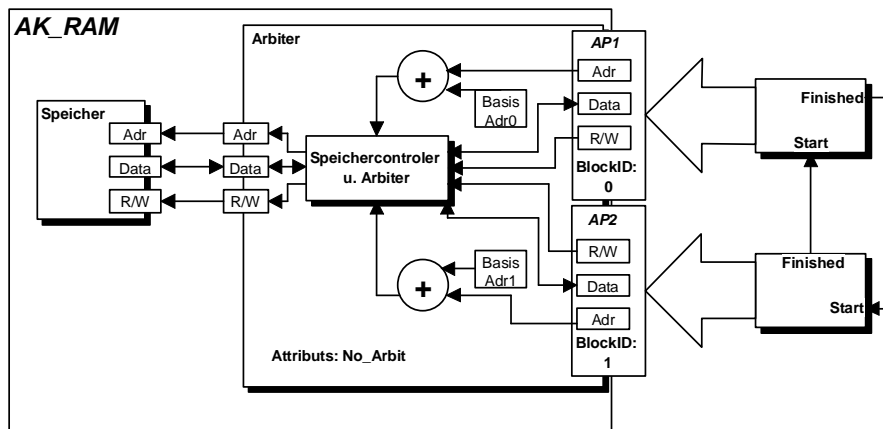 AK_RAM
Arbiter
AP1
Adr
Basis
Adr0
Data
R/W
BlockID:
0
Finished
Start
Speicher
Adr
Data
R/W
Adr
Data
R/W
Speichercontroler
u. Arbiter
+
+
AP2
R/W
Basis
Adr1
Data
Adr
BlockID:
1
Finished
Start
Attributs: No_Arbit